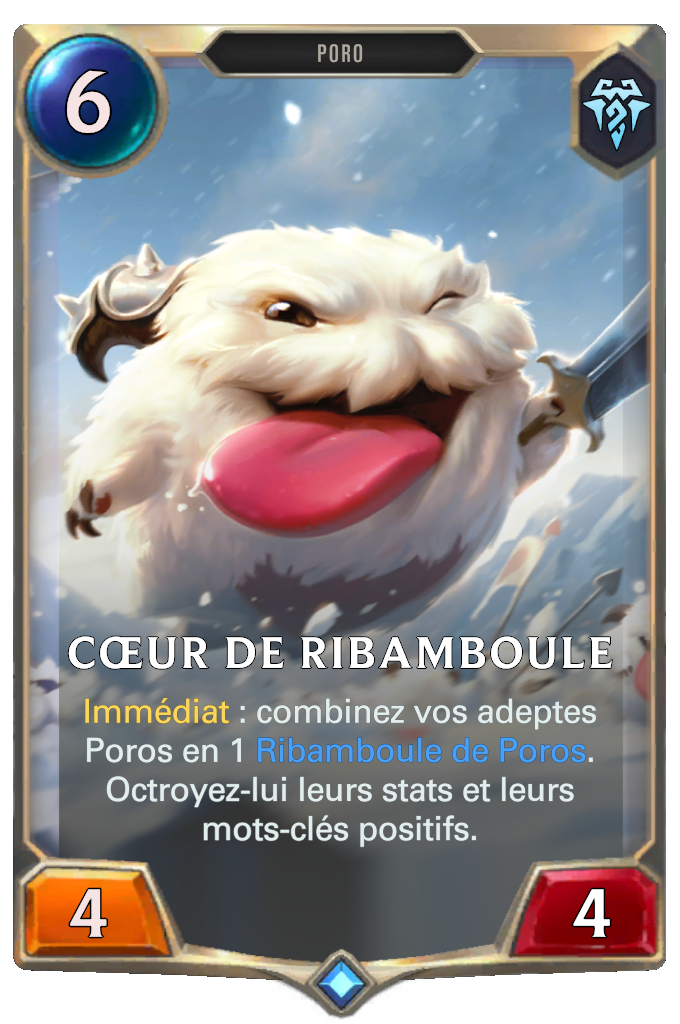 6
PORO
CŒUR DE RIBAMBOULE
Immédiat : combinez vos adeptes
Poros en 1 Ribamboule de Poros.
Octroyez-lui leurs stats et leurs
mots-clés positifs.
4
4